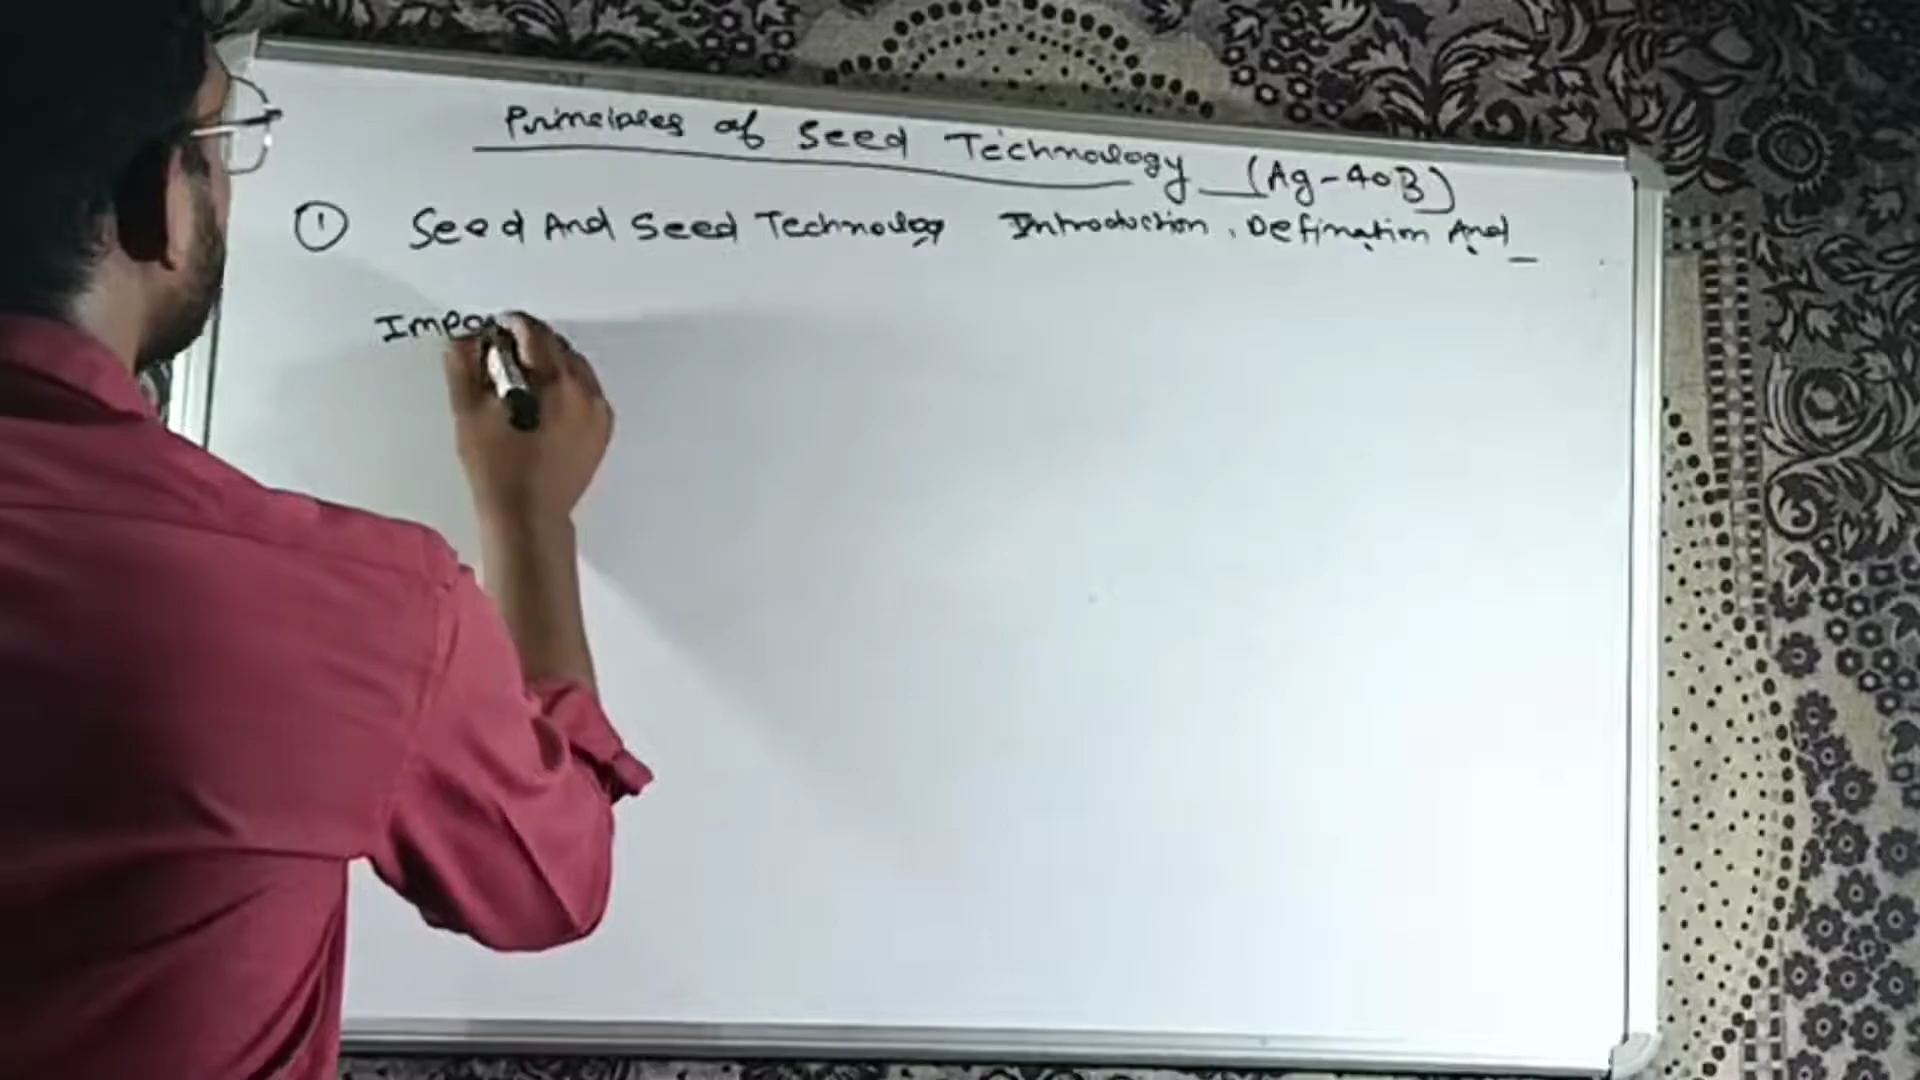 Principles of Seed Technology (Ag-403)
① Seed And Seed Technology Introduction, Defination And _
Impo